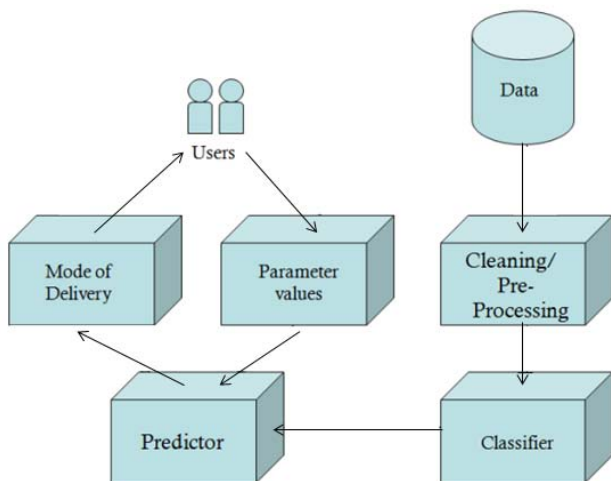 Data
Users
Mode of
Delivery
Parameter
values
Cleaning/
Pre-
Processing
Predictor
Classifier